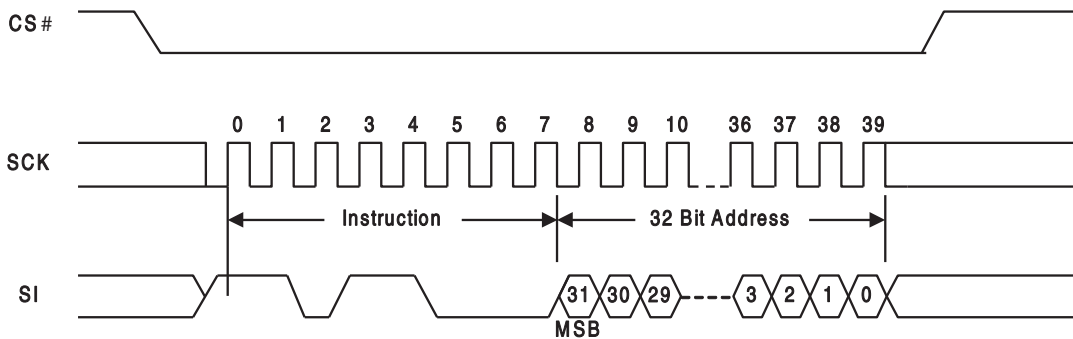 CS#
0 1 2 3 4 5 6 7 8 9 10 36 37 38 39
SCK
Instruction 32 Bit Address
SI 31 30 29 3 2 1 0
MSB